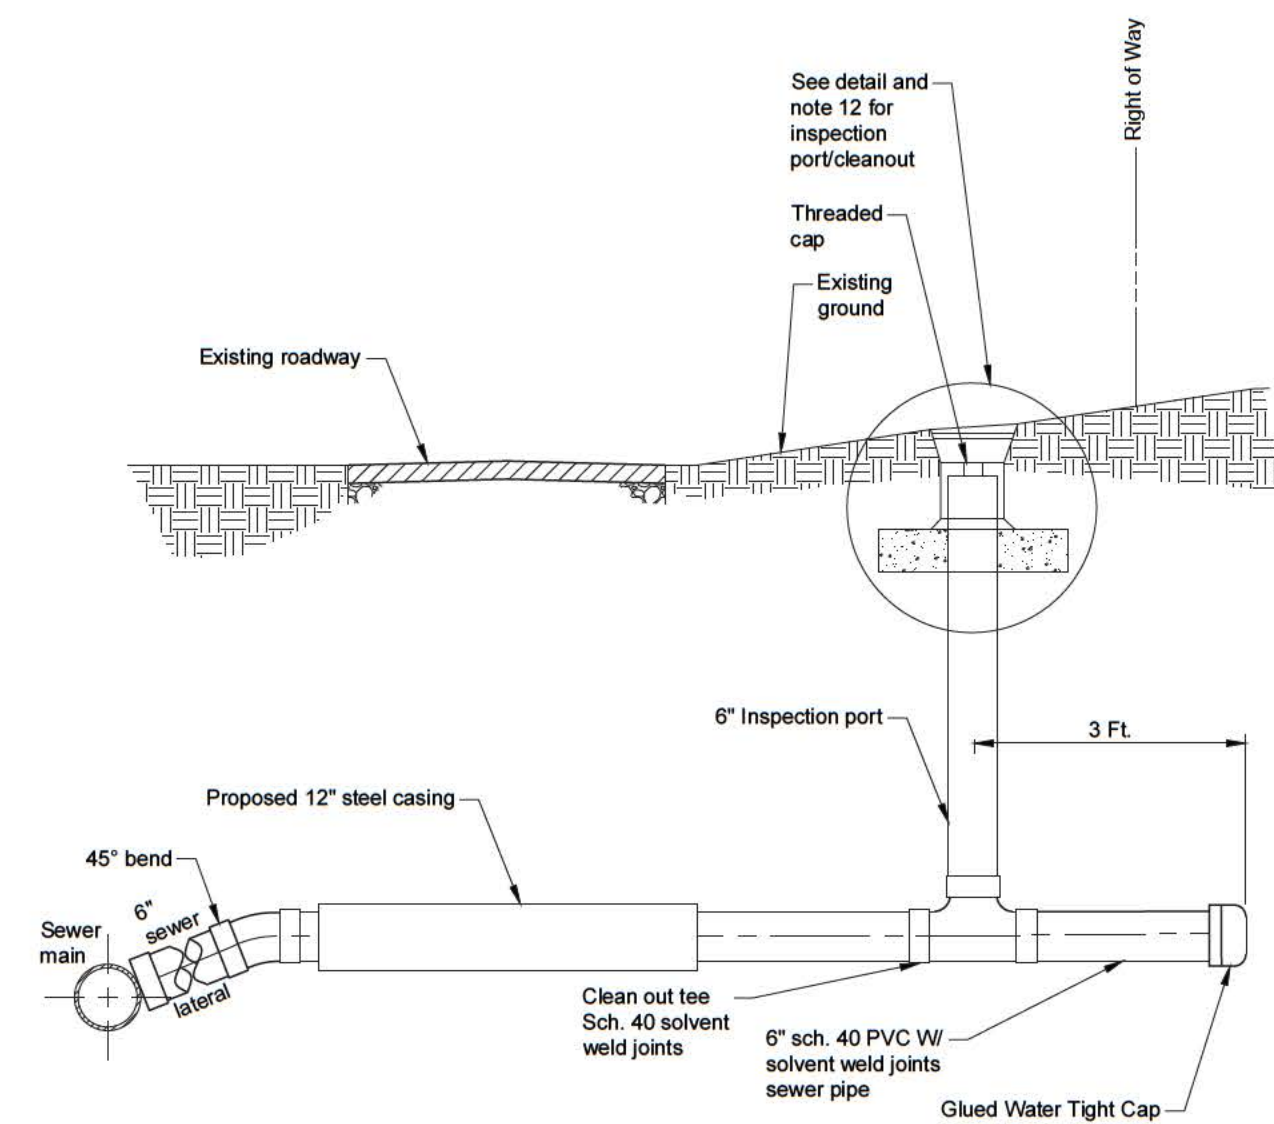 Right of Way
See detail and
note 12 for
inspection
port/cleanout
Threaded
cap
Existing
ground
Existing roadway
6" Inspection port
3 Ft.
Proposed 12" steel casing
45° bend
6"
sewer
lateral
Sewer
main
Clean out tee
Sch. 40 solvent
weld joints
6" sch. 40 PVC W/
solvent weld joints
sewer pipe
Glued Water Tight Cap